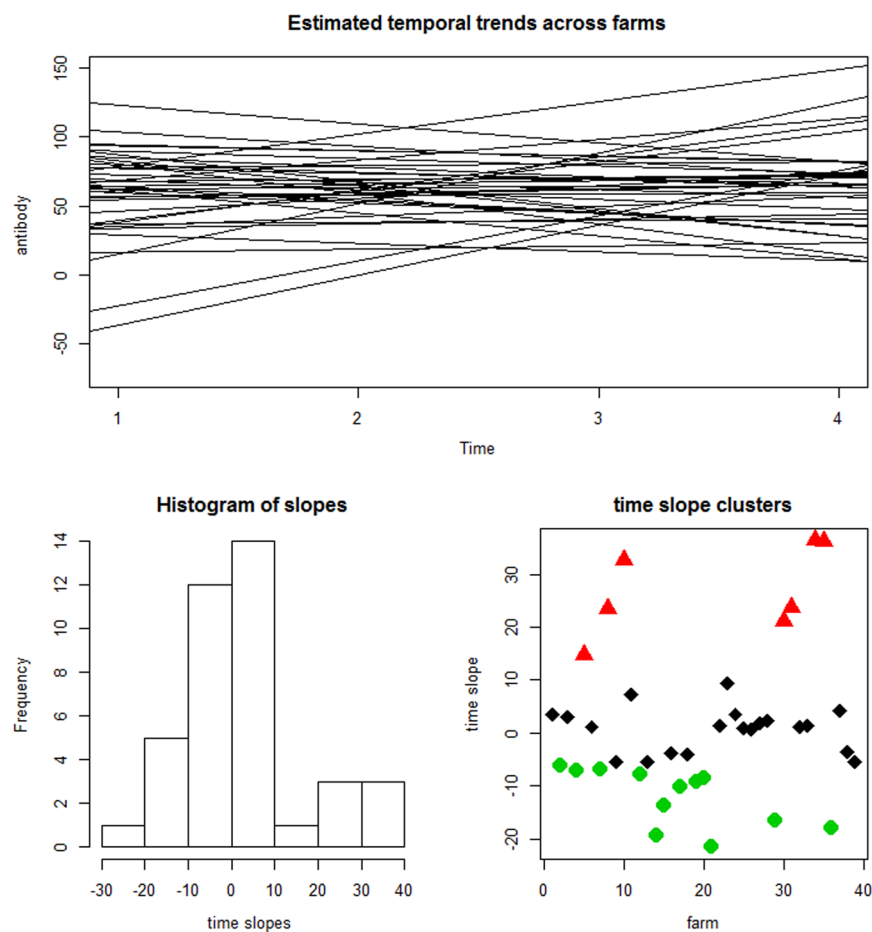 Estimated temporal trends across farms
antibody
150
100
50
0
-50
1 2 3 4
Time
Histogram of slopes
Frequency
14
12
10
8
6
4
2
0
-30 -20 -10 0 10 20 30 40
time slopes
time slope clusters
time slope
30
20
10
0
-10
-20
0 10 20 30 40
farm